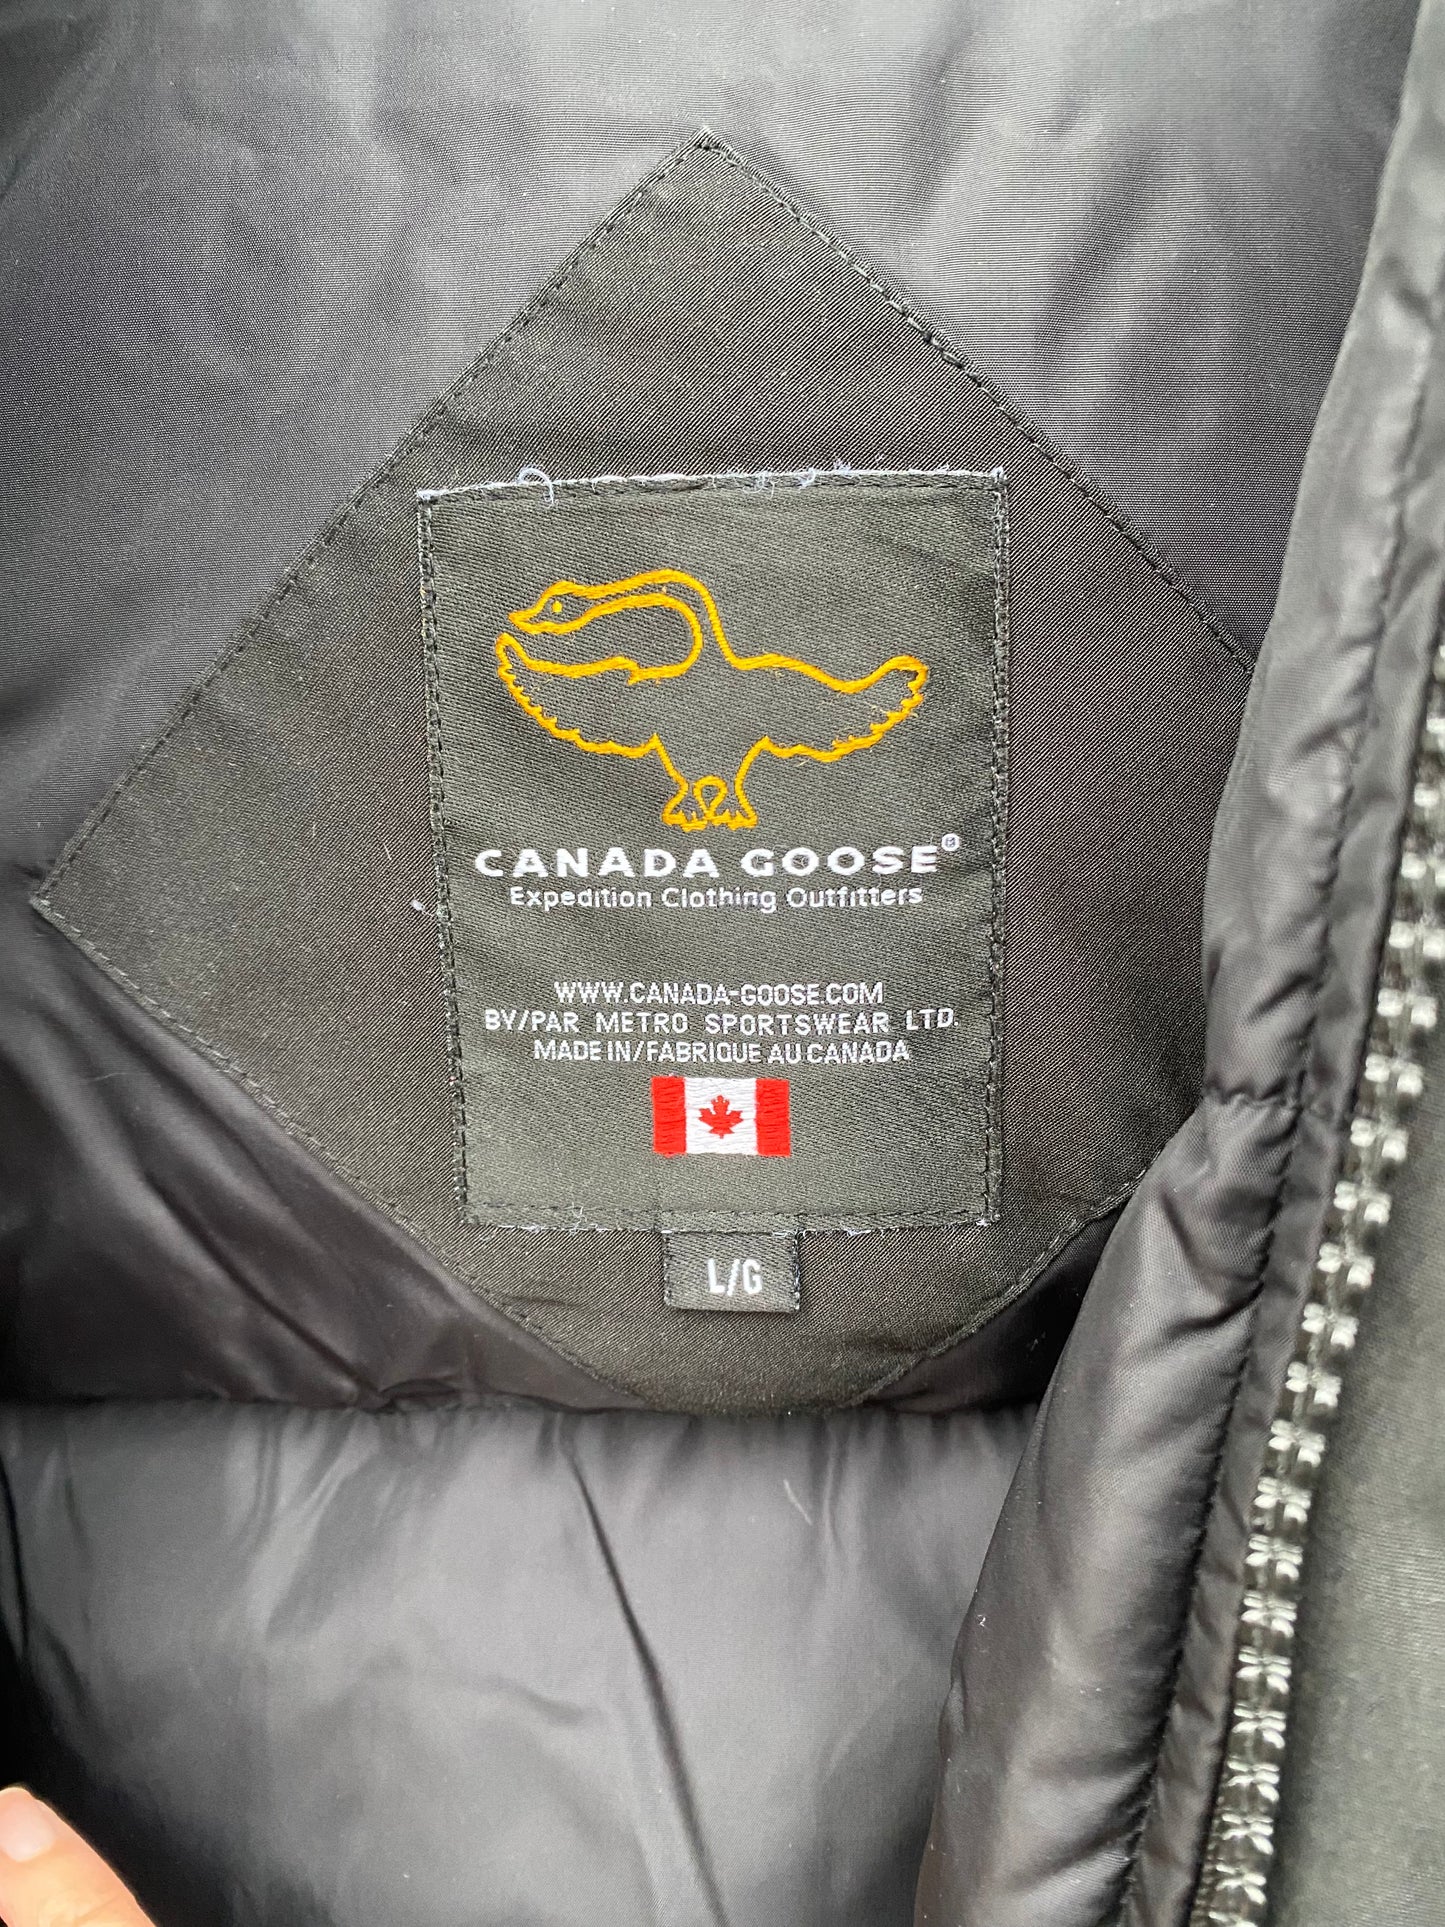 CANADA GOOSE®
Expedition Clothing Outfitters
WWW.CANADA-GOOSE.COM
BY/PAR METRO SPORTSWEAR LTD.
MADE IN/FABRIQUE AU CANADA
L/G